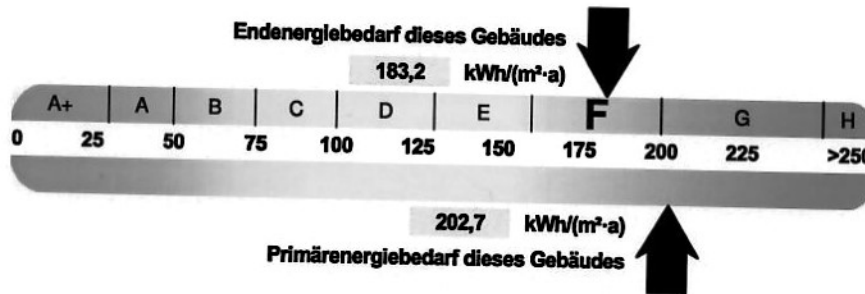 Endenergiebedarf dieses Gebäudes
183,2 kWh/(m²·a)
A+ A B C D E F G H
0 25 50 75 100 125 150 175 200 225 >250
202,7 kWh/(m²·a)
Primärenergiebedarf dieses Gebäudes